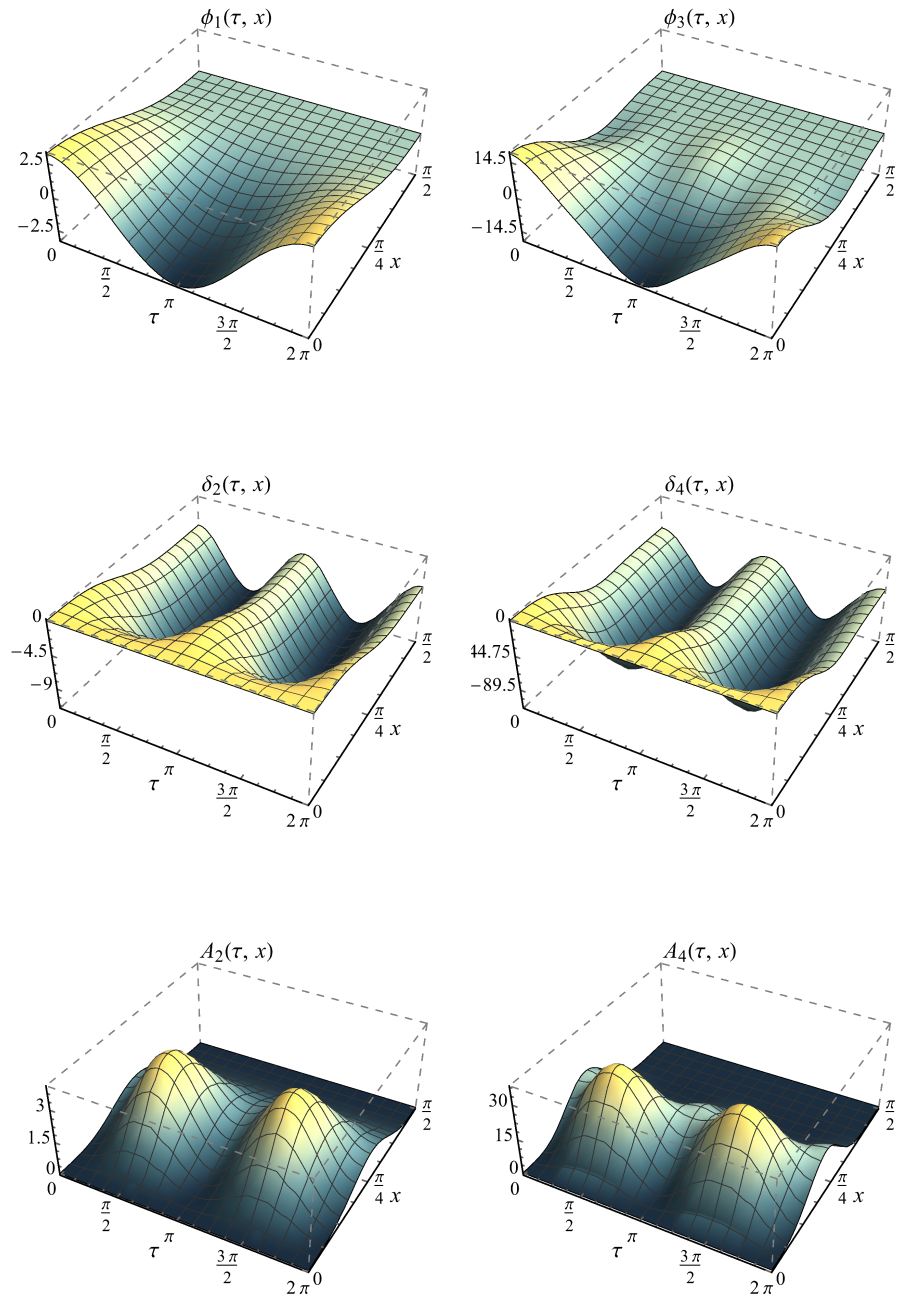 ϕ₁(τ, x)
2.5
0
−2.5
0
π/2
π
3π/2
2π
τ
0
π/4
π/2
x
ϕ₃(τ, x)
14.5
0
−14.5
0
π/2
π
3π/2
2π
τ
0
π/4
π/2
x
δ₂(τ, x)
0
−4.5
−9
0
π/2
π
3π/2
2π
τ
0
π/4
π/2
x
δ₄(τ, x)
0
44.75
−89.5
0
π/2
π
3π/2
2π
τ
0
π/4
π/2
x
A₂(τ, x)
3
1.5
0
0
π/2
π
3π/2
2π
τ
0
π/4
π/2
x
A₄(τ, x)
30
15
0
0
π/2
π
3π/2
2π
τ
0
π/4
π/2
x